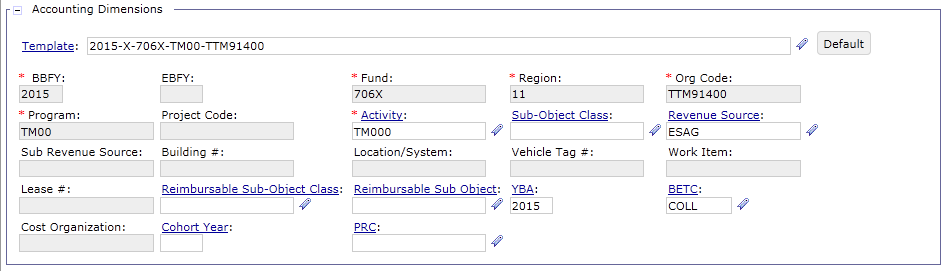 Accounting Dimensions
Template: 2015-X-706X-TM00-TTM91400 Default
* BBFY: EBFY: * Fund: * Region: * Org Code:
2015 706X 11 TTM91400
* Program: Project Code: * Activity: Sub-Object Class: Revenue Source:
TM00 TM000 ESAG
Sub Revenue Source: Building #: Location/System: Vehicle Tag #: Work Item:
Lease #: Reimbursable Sub-Object Class: Reimbursable Sub Object: YBA: BETC:
2015 COLL
Cost Organization: Cohort Year: PRC: